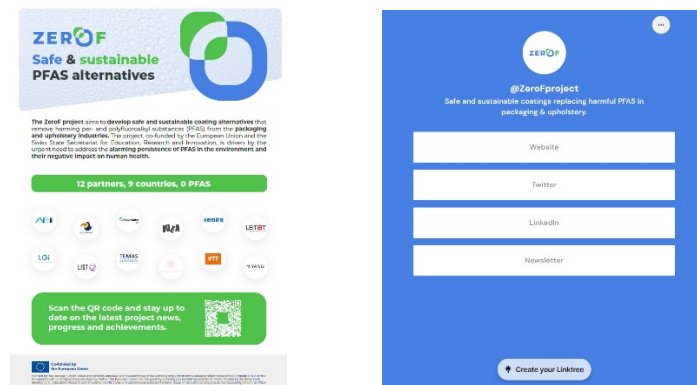 ZEROF
Safe & sustainable
PFAS alternatives
The ZeroF project aims to develop safe and sustainable coating alternatives that
remove harming per- and polyfluoroalkyl substances (PFAS) from the packaging
and upholstery industries. The project, co-funded by the European Union and the
Swiss State Secretariat for Education, Research and Innovation, is driven by the
urgent need to address the alarming persistence of PFAS in the environment and
their negative impact on human health.
12 partners, 9 countries, 0 PFAS
kemira
LEITAT
LGI
LIST
TEMAS
VTT
Scan the QR code and stay up to
date on the latest project news,
progress and achievements.
Co-funded by
the European Union
ZEROF
@ZeroFproject
Safe and sustainable coatings replacing harmful PFAS in
packaging & upholstery.
Website
Twitter
LinkedIn
Newsletter
Create your Linktree